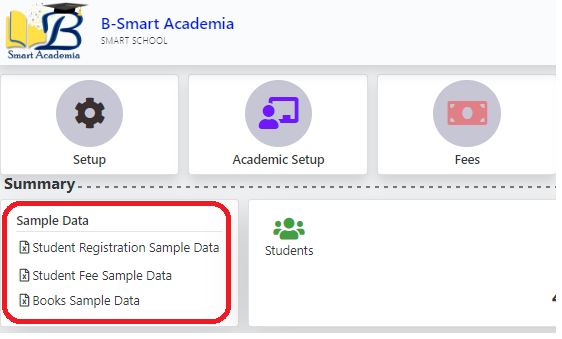 B
Smart Academia
B-Smart Academia
SMART SCHOOL
Setup
Academic Setup
Fees
Summary
Sample Data
Student Registration Sample Data
Student Fee Sample Data
Books Sample Data
Students